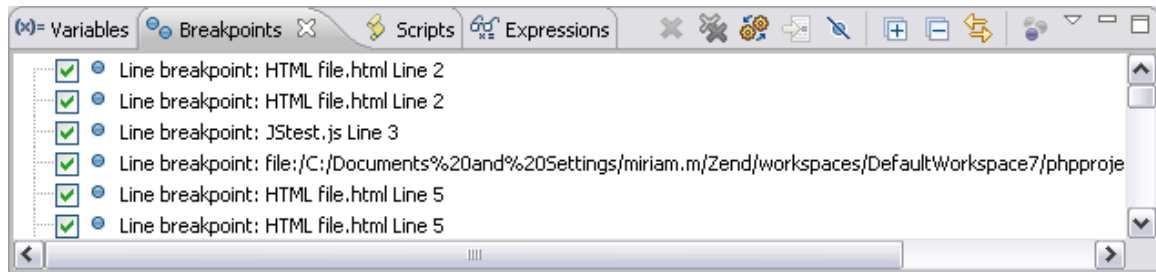 (x)= Variables Breakpoints Scripts Expressions
Line breakpoint: HTML file.html Line 2
Line breakpoint: HTML file.html Line 2
Line breakpoint: JStest.js Line 3
Line breakpoint: file:/C:/Documents%20and%20Settings/miriam.m/Zend/workspaces/DefaultWorkspace7/phpproje
Line breakpoint: HTML file.html Line 5
Line breakpoint: HTML file.html Line 5